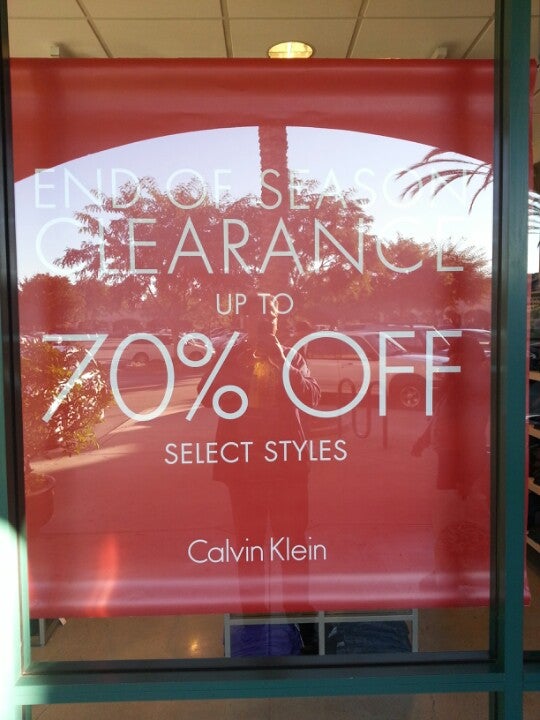 END OF SEASON
CLEARANCE
UP TO
70% OFF
SELECT STYLES
Calvin Klein